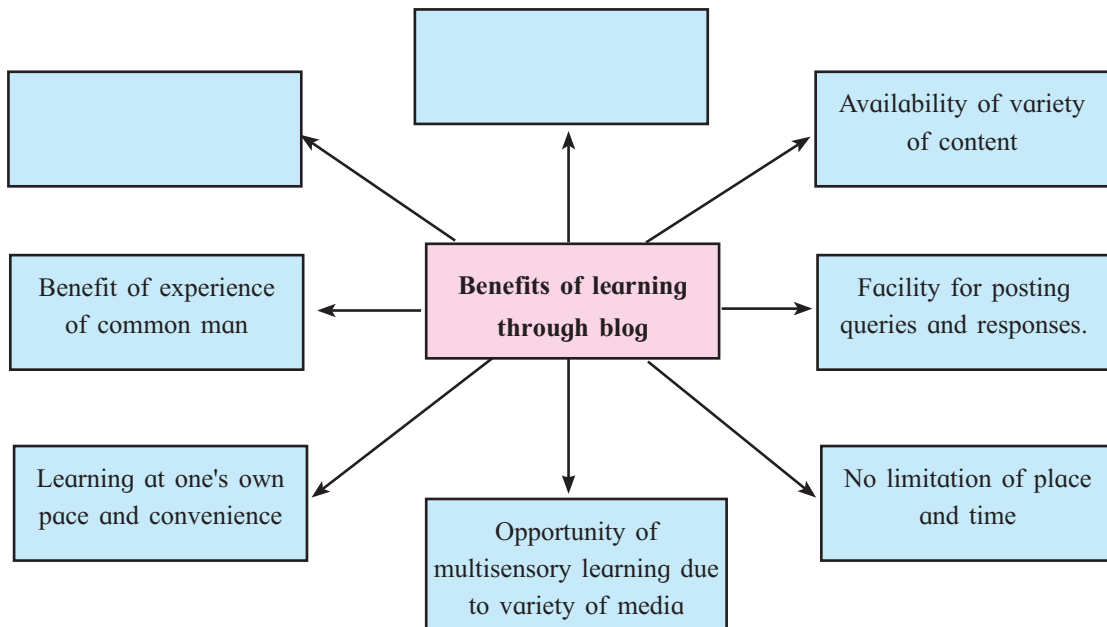 Availability of variety
of content
Benefits of learning
through blog
Benefit of experience
of common man
Facility for posting
queries and responses.
Learning at one's own
pace and convenience
Opportunity of
multisensory learning due
to variety of media
No limitation of place
and time